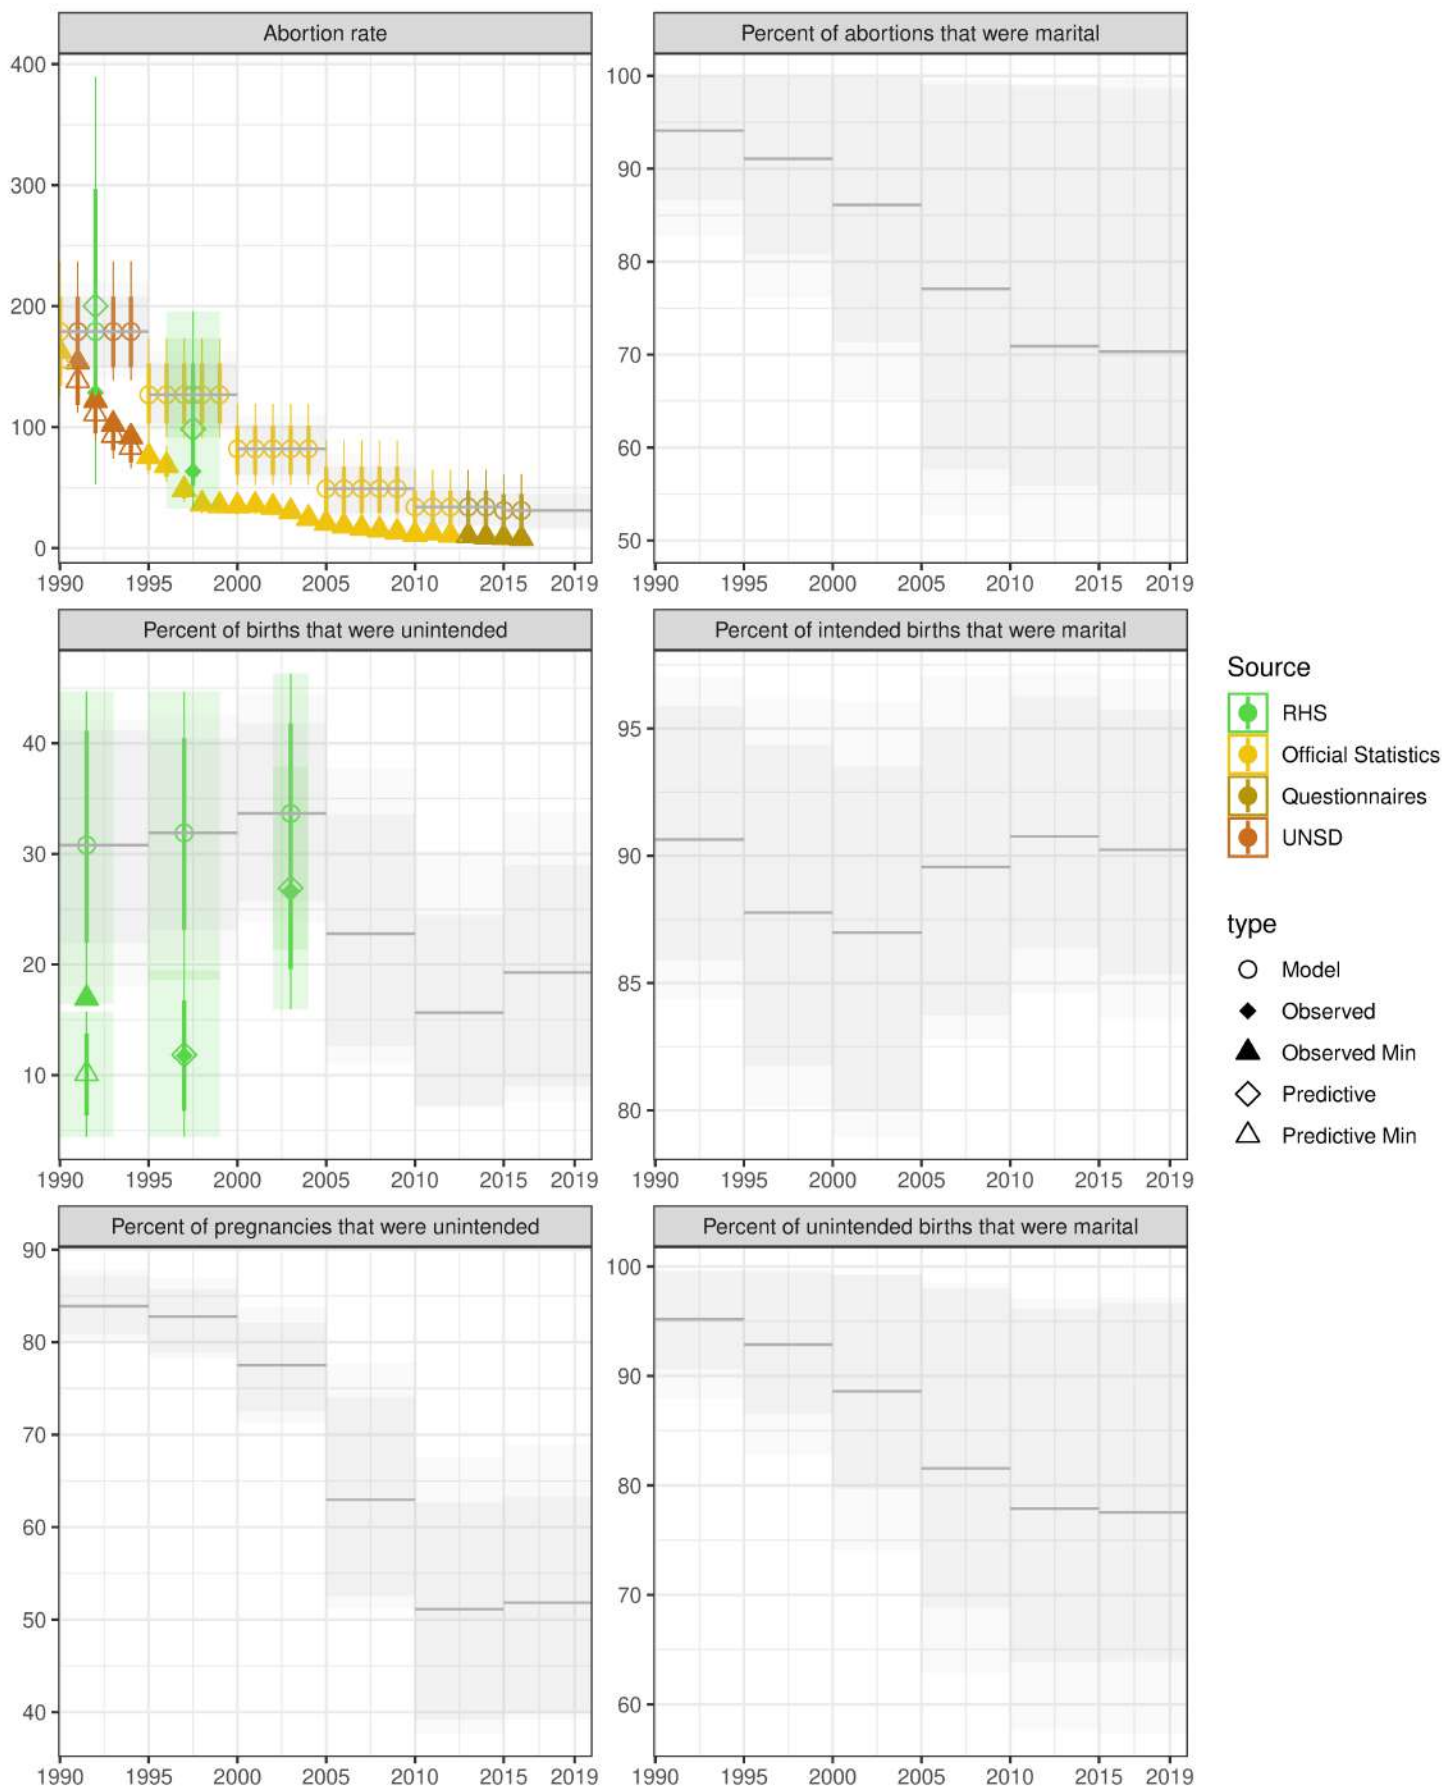 Abortion rate
400
300
200
100
0
1990 1995 2000 2005 2010 2015 2019
Percent of abortions that were marital
100
90
80
70
60
50
1990 1995 2000 2005 2010 2015 2019
Percent of births that were unintended
40
30
20
10
1990 1995 2000 2005 2010 2015 2019
Percent of intended births that were marital
95
90
85
80
1990 1995 2000 2005 2010 2015 2019
Percent of pregnancies that were unintended
90
80
70
60
50
40
1990 1995 2000 2005 2010 2015 2019
Percent of unintended births that were marital
100
90
80
70
60
1990 1995 2000 2005 2010 2015 2019
Source
RHS
Official Statistics
Questionnaires
UNSD
type
Model
Observed
Observed Min
Predictive
Predictive Min